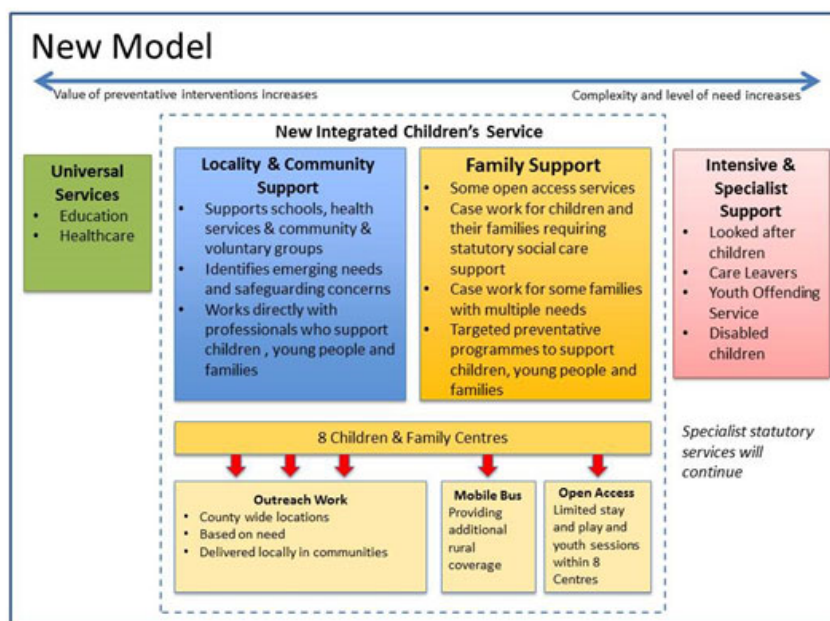 New Model
Value of preventative interventions increases
Complexity and level of need increases
New Integrated Children's Service
Universal
Services
• Education
• Healthcare
Locality & Community
Support
• Supports schools, health
services & community &
voluntary groups
• Identifies emerging needs
and safeguarding concerns
• Works directly with
professionals who support
children , young people and
families
Family Support
• Some open access services
• Case work for children and
their families requiring
statutory social care
support
• Case work for some families
with multiple needs
• Targeted preventative
programmes to support
children, young people and
families
Intensive &
Specialist
Support
• Looked after
children
• Care Leavers
• Youth Offending
Service
• Disabled
children
8 Children & Family Centres
Specialist statutory
services will
continue
Outreach Work
• County wide locations
• Based on need
• Delivered locally in communities
Mobile Bus
Providing
additional
rural
coverage
Open Access
Limited stay
and play and
youth sessions
within 8
Centres